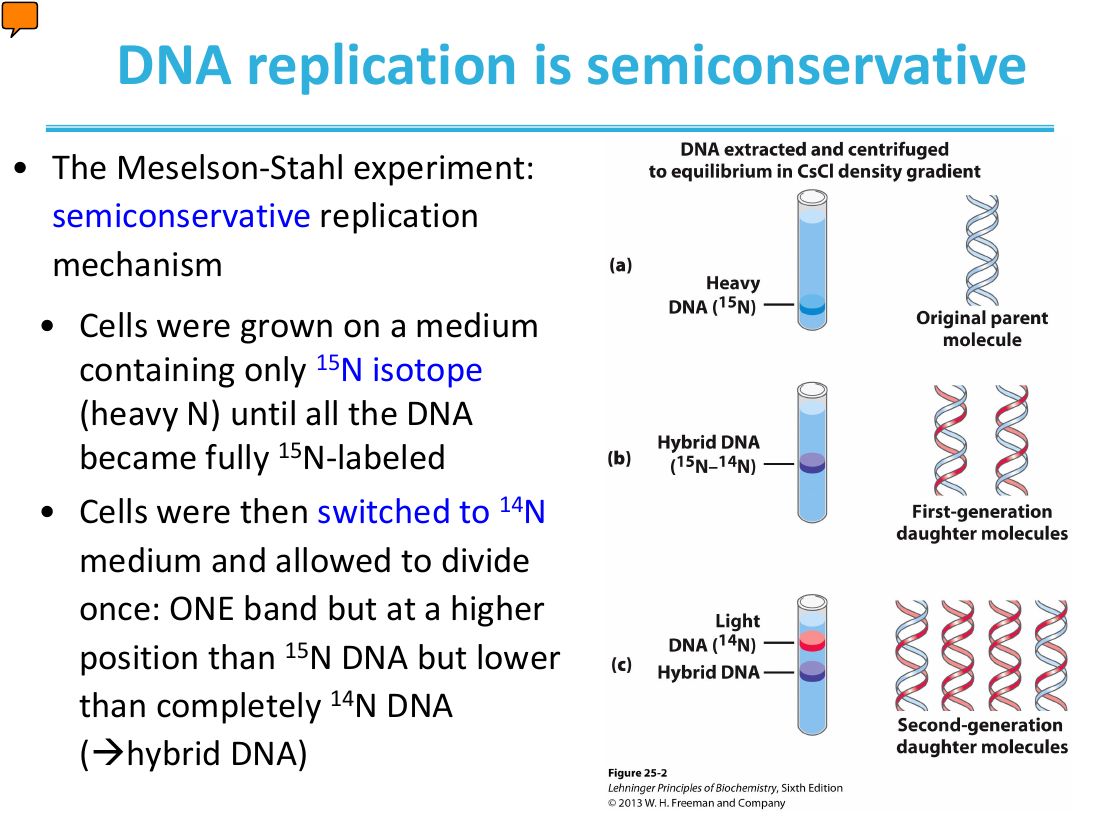 DNA replication is semiconservative
• The Meselson-Stahl experiment:
semiconservative replication
mechanism
• Cells were grown on a medium
containing only ¹⁵N isotope
(heavy N) until all the DNA
became fully ¹⁵N-labeled
• Cells were then switched to ¹⁴N
medium and allowed to divide
once: ONE band but at a higher
position than ¹⁵N DNA but lower
than completely ¹⁴N DNA
(→hybrid DNA)
DNA extracted and centrifuged
to equilibrium in CsCl density gradient
(a)
Heavy
DNA (¹⁵N)
Original parent
molecule
(b)
Hybrid DNA
(¹⁵N–¹⁴N)
First-generation
daughter molecules
(c)
Light
DNA (¹⁴N)
Hybrid DNA
Second-generation
daughter molecules
Figure 25-2
Lehninger Principles of Biochemistry, Sixth Edition
© 2013 W. H. Freeman and Company